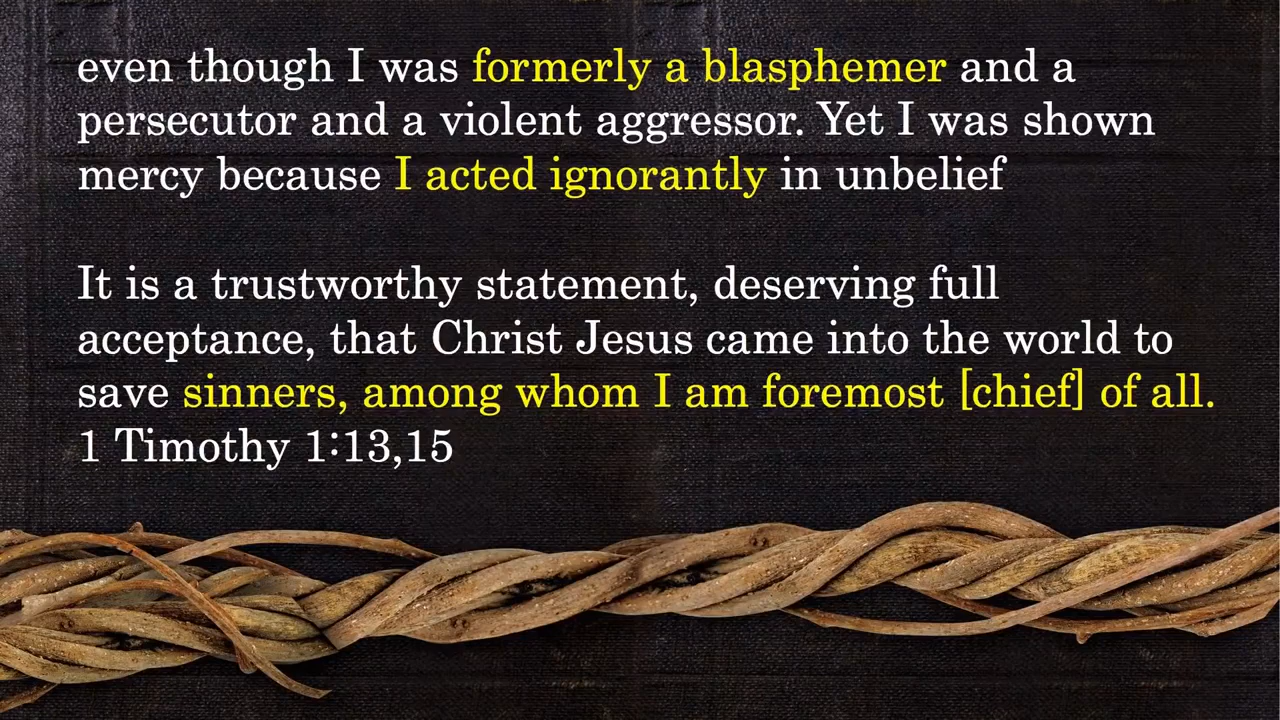 even though I was formerly a blasphemer and a
persecutor and a violent aggressor. Yet I was shown
mercy because I acted ignorantly in unbelief
It is a trustworthy statement, deserving full
acceptance, that Christ Jesus came into the world to
save sinners, among whom I am foremost [chief] of all.
1 Timothy 1:13,15